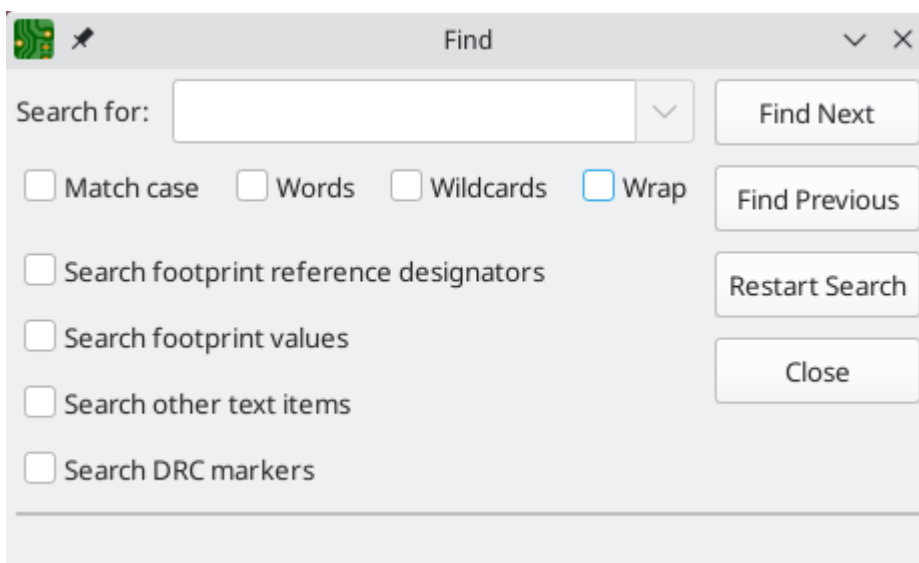 Find
Search for:
Find Next
Match case Words Wildcards Wrap
Find Previous
Search footprint reference designators
Restart Search
Search footprint values
Close
Search other text items
Search DRC markers